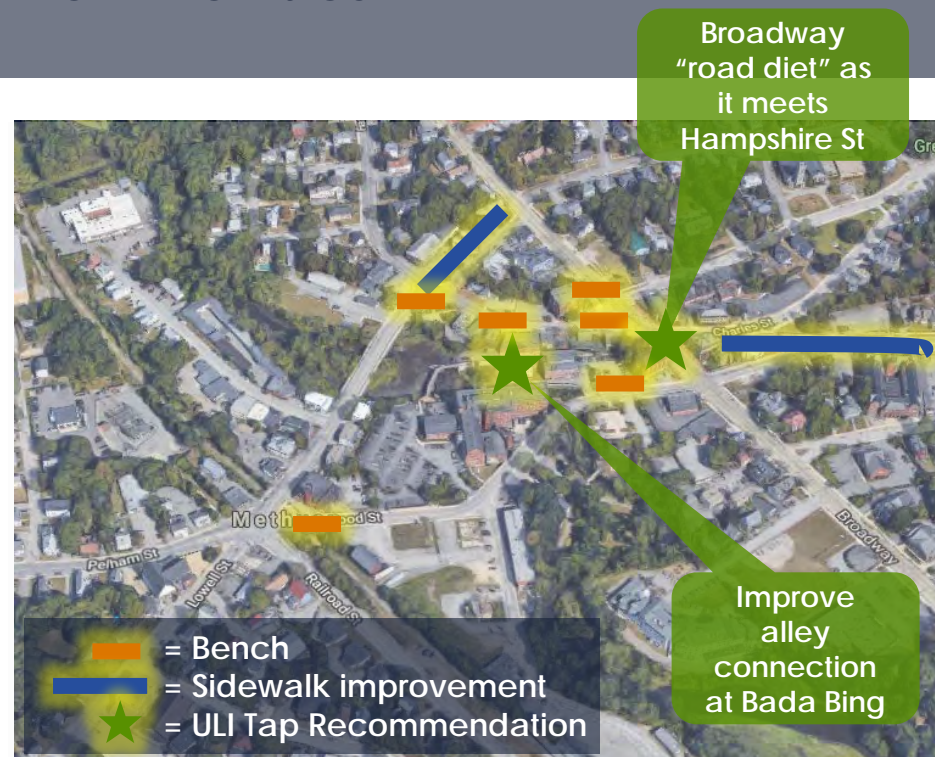 Broadway
“road diet” as
it meets
Hampshire St
Charles St
Broadway
Pelham St
Lowell St
Railroad St
Improve
alley
connection
at Bada Bing
= Bench
= Sidewalk improvement
= ULI Tap Recommendation